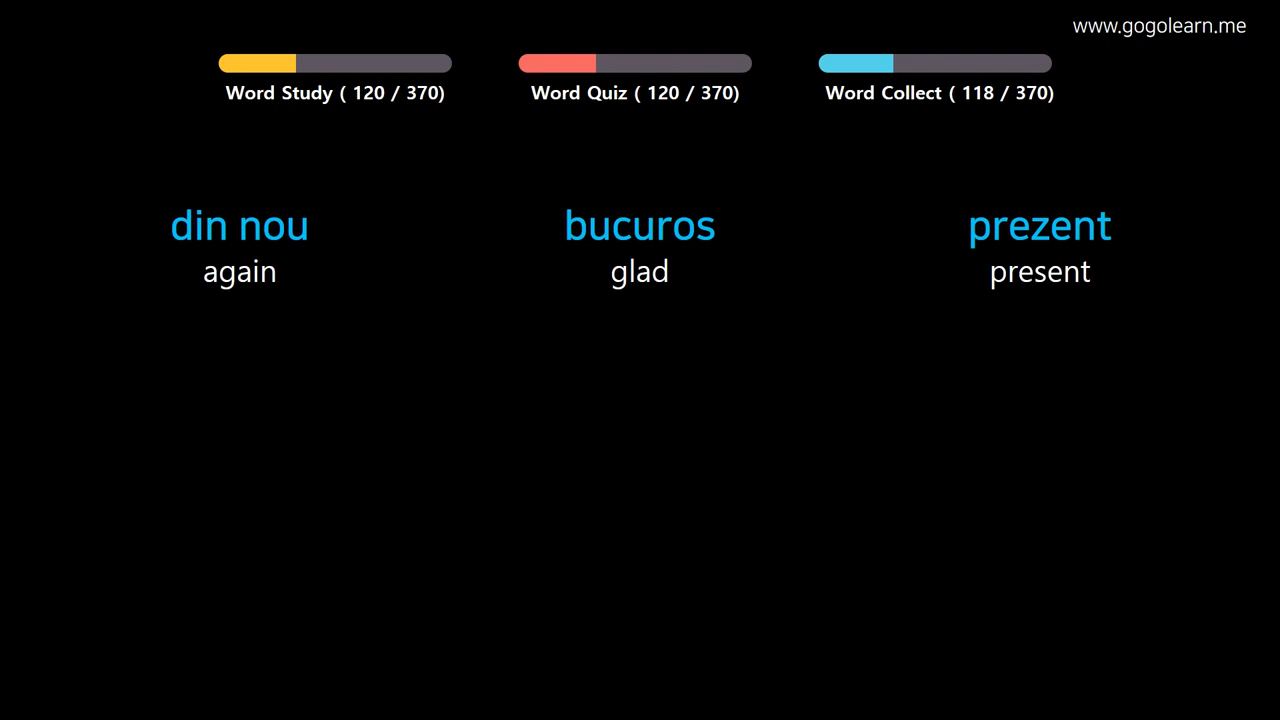 www.gogolearn.me
Word Study ( 120 / 370)
Word Quiz ( 120 / 370)
Word Collect ( 118 / 370)
din nou
again
bucuros
glad
prezent
present